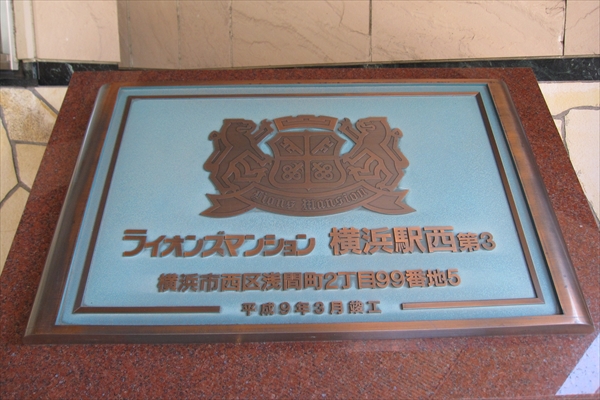 Lions Mansion
ライオンズマンション 横浜駅西第3
横浜市西区浅間町2丁目99番地5
平成9年3月竣工